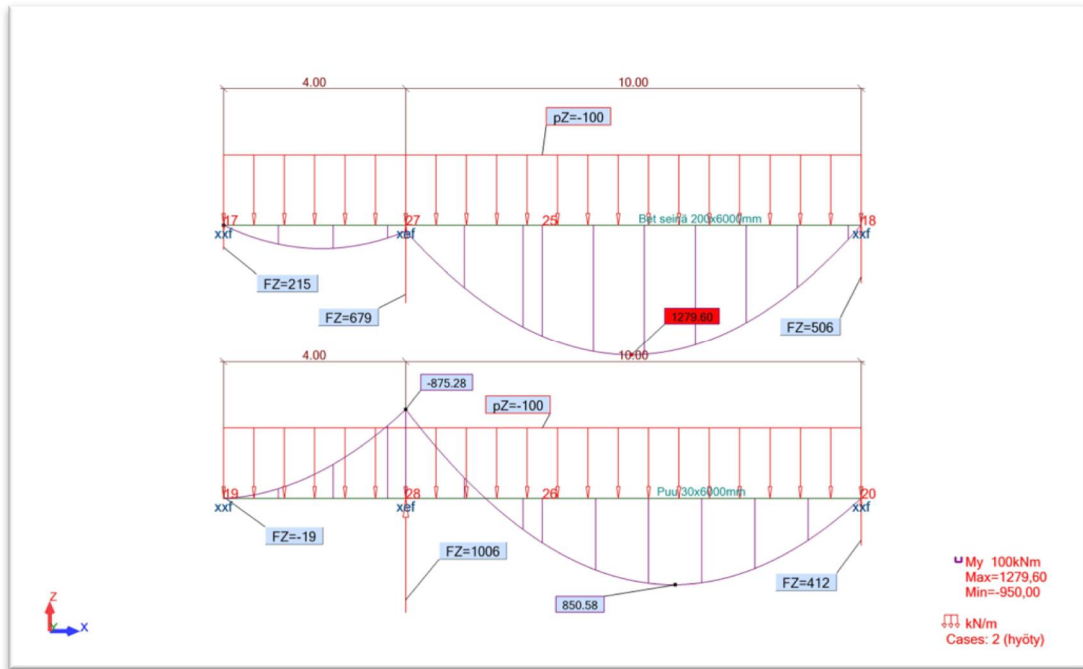 4.00 10.00
pZ=-100
17 27 25 Bet seinä 200x6000mm 18
xxf xef xxf
FZ=215
FZ=679
1279.60
FZ=506
4.00 10.00
-875.28
pZ=-100
19 28 26 Puu 30x6000mm 20
xxf xef xxf
FZ=-19
FZ=1006
FZ=412
850.58
My 100kNm
Max=1279,60
Min=-950,00
kN/m
Cases: 2 (hyöty)
Z
Y X